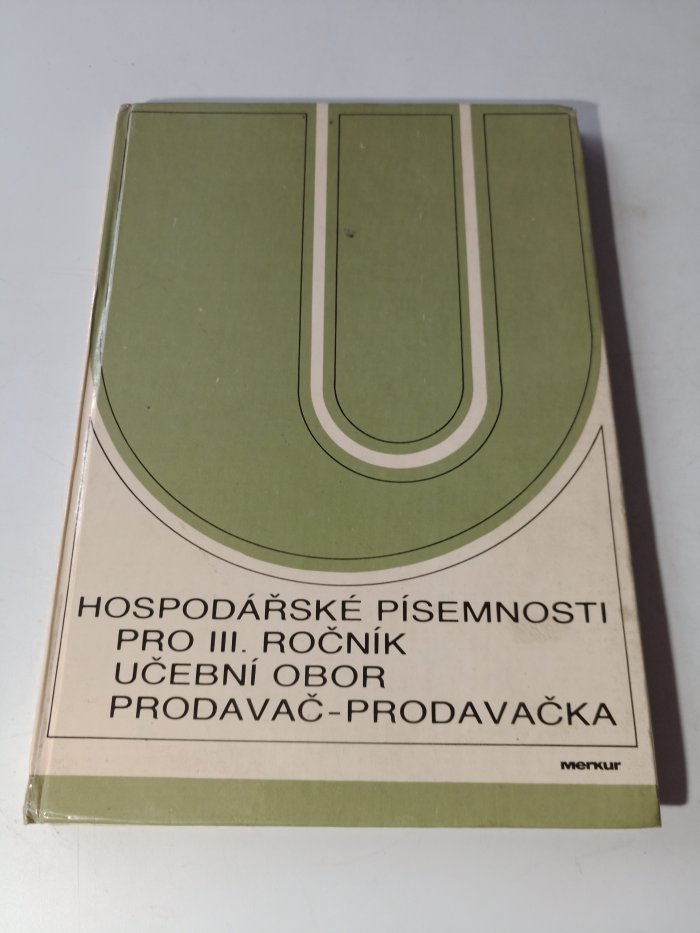 HOSPODÁŘSKÉ PÍSEMNOSTI
PRO III. ROČNÍK
UČEBNÍ OBOR
PRODAVAČ-PRODAVAČKA
merkur